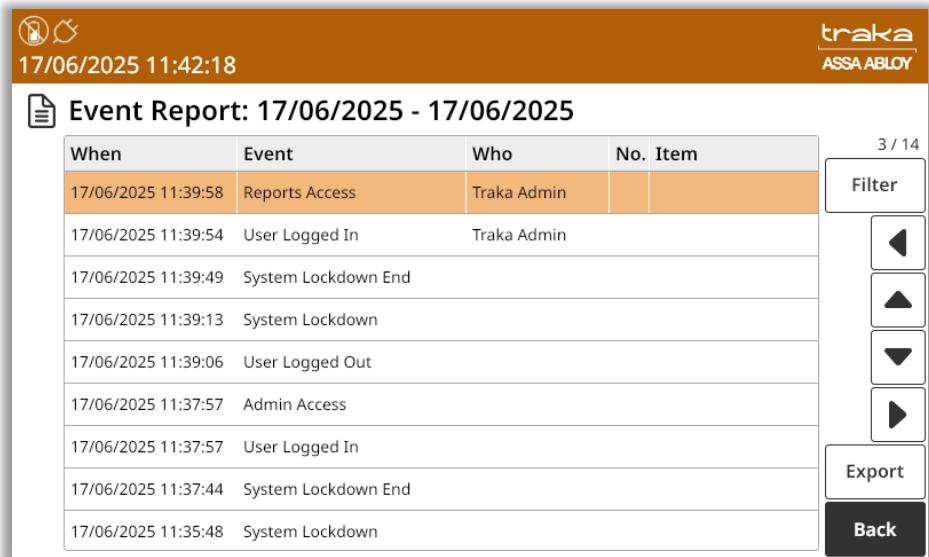 17/06/2025 11:42:18
traka
ASSA ABLOY
Event Report: 17/06/2025 - 17/06/2025
3 / 14
When Event Who No. Item
17/06/2025 11:39:58 Reports Access Traka Admin
17/06/2025 11:39:54 User Logged In Traka Admin
17/06/2025 11:39:49 System Lockdown End
17/06/2025 11:39:13 System Lockdown
17/06/2025 11:39:06 User Logged Out
17/06/2025 11:37:57 Admin Access
17/06/2025 11:37:57 User Logged In
17/06/2025 11:37:44 System Lockdown End
17/06/2025 11:35:48 System Lockdown
Filter
Export
Back